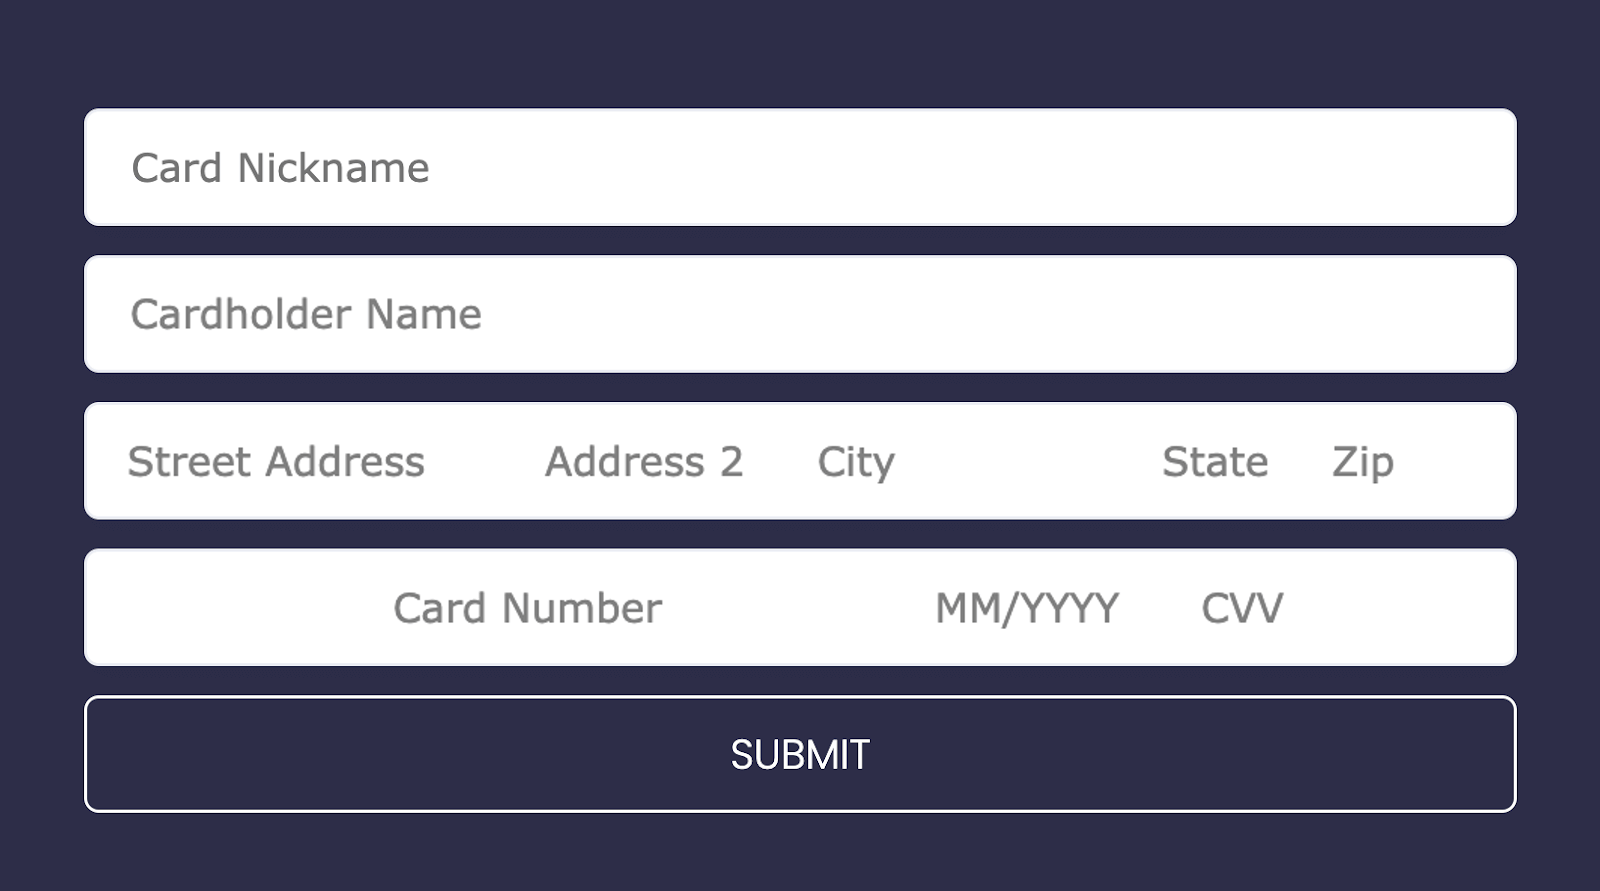 Card Nickname
Cardholder Name
Street Address Address 2 City State Zip
Card Number MM/YYYY CVV
SUBMIT